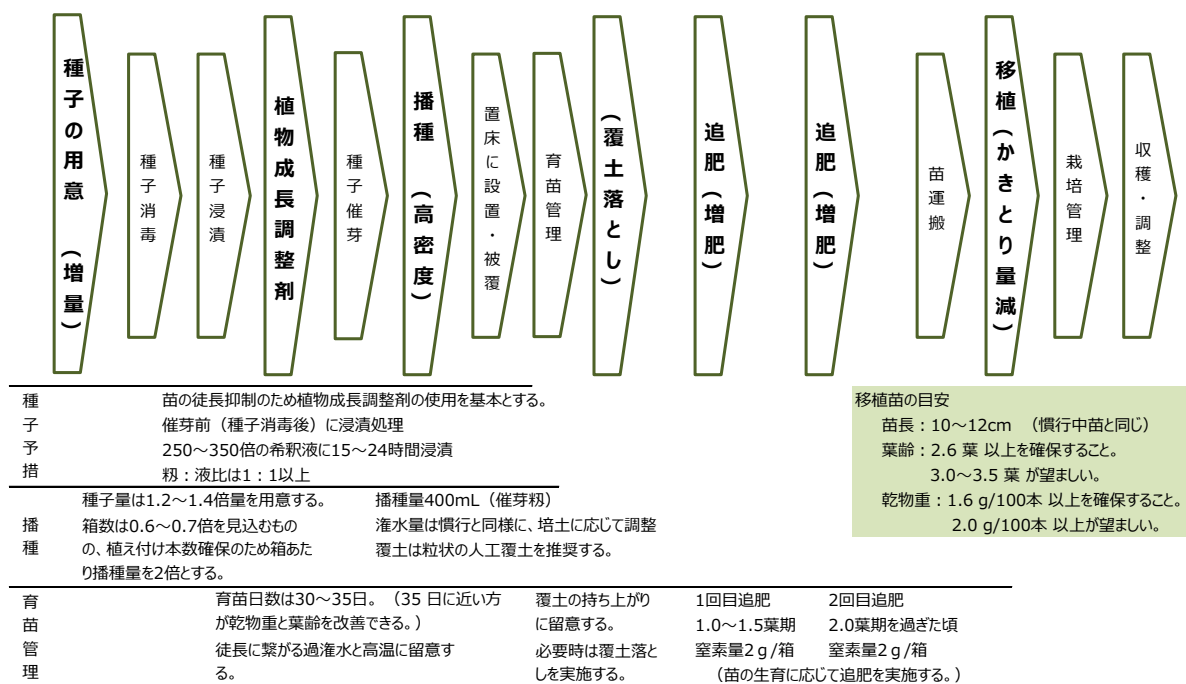 種子の用意　（増量）
種子消毒
種子浸漬
植物成長調整剤
種子催芽
播種　（高密度）
置床に設置・被覆
育苗管理
（覆土落とし）
追肥（増肥）
追肥（増肥）
苗運搬
移植（かきとり量減）
栽培管理
収穫・調整
種子予措
苗の徒長抑制のため植物成長調整剤の使用を基本とする。
催芽前（種子消毒後）に浸漬処理
250～350倍の希釈液に15～24時間浸漬
籾：液比は1：1以上
移植苗の目安
苗長：10～12cm　（慣行中苗と同じ）
葉齢：2.6 葉 以上を確保すること。
3.0～3.5 葉 が望ましい。
乾物重：1.6 g/100本 以上を確保すること。
2.0 g/100本 以上が望ましい。
播種
種子量は1.2～1.4倍量を用意する。
箱数は0.6～0.7倍を見込むもの
の、植え付け本数確保のため箱あた
り播種量を2倍とする。
播種量400mL（催芽籾）
潅水量は慣行と同様に、培土に応じて調整
覆土は粒状の人工覆土を推奨する。
育苗管理
育苗日数は30～35日。（35 日に近い方
が乾物重と葉齢を改善できる。）
徒長に繋がる過潅水と高温に留意す
る。
覆土の持ち上がり
に留意する。
必要時は覆土落と
しを実施する。
1回目追肥
1.0～1.5葉期
窒素量2ｇ/箱
2回目追肥
2.0葉期を過ぎた頃
窒素量2ｇ/箱
（苗の生育に応じて追肥を実施する。）